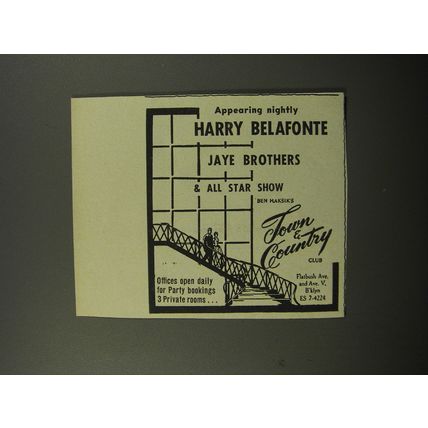 Appearing nightly
HARRY BELAFONTE
JAYE BROTHERS
& ALL STAR SHOW
BEN MAKSIK'S
Town
&
Country
CLUB
Offices open daily
for Party bookings
3 Private rooms . . .
Flatbush Ave.
and Ave. V,
B'klyn
ES 7-4224